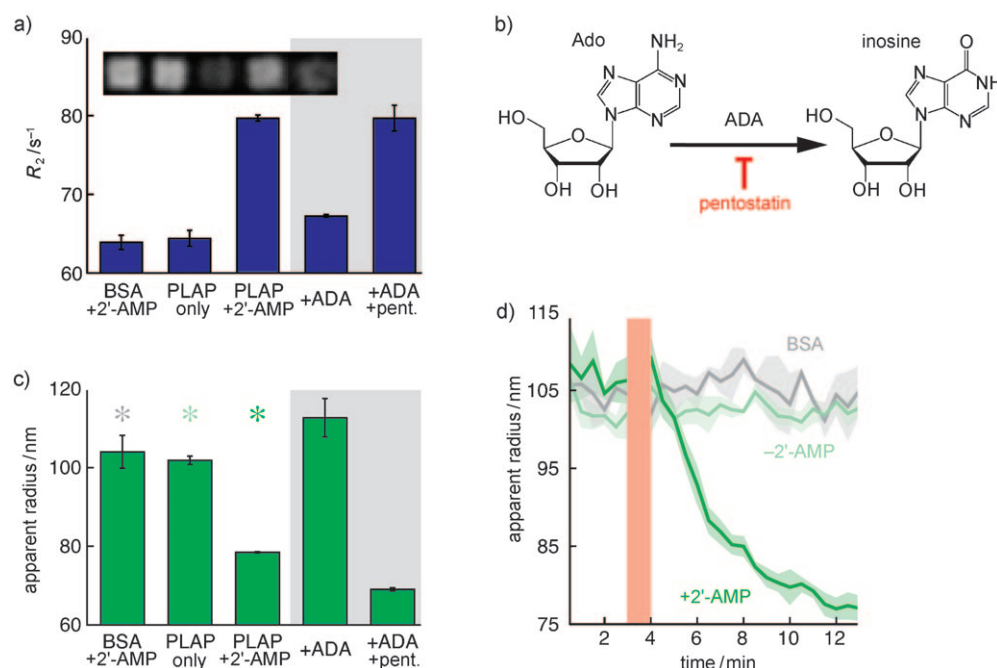 a)
90
80
70
60
R2/s–1
BSA
+2'-AMP
PLAP
only
PLAP
+2'-AMP
+ADA
+ADA
+pent.
b)
Ado
NH2
N
N
N
N
HO
O
OH
OH
ADA
pentostatin
inosine
O
N
NH
N
N
HO
O
OH
OH
c)
120
100
80
60
apparent radius/nm
*
*
*
BSA
+2'-AMP
PLAP
only
PLAP
+2'-AMP
+ADA
+ADA
+pent.
d)
115
105
95
85
75
apparent radius/nm
BSA
–2'-AMP
+2'-AMP
2
4
6
8
10
12
time/min